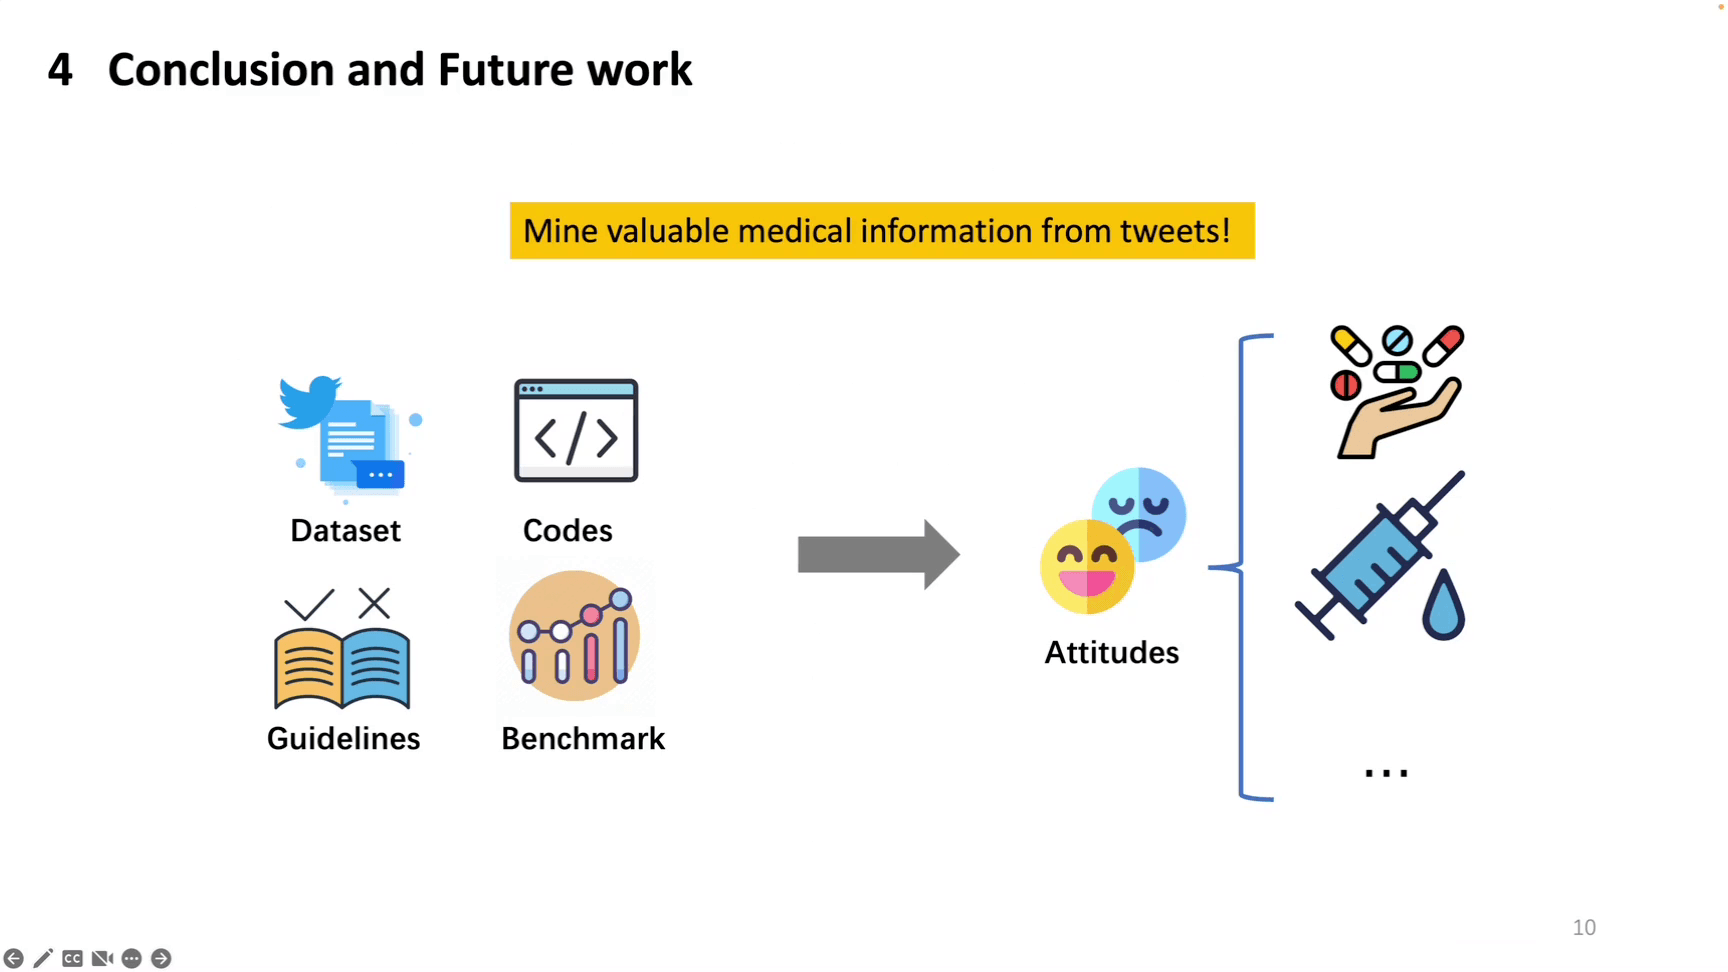 4 Conclusion and Future work
Mine valuable medical information from tweets!
Dataset
Codes
Guidelines
Benchmark
Attitudes
...
10
CC